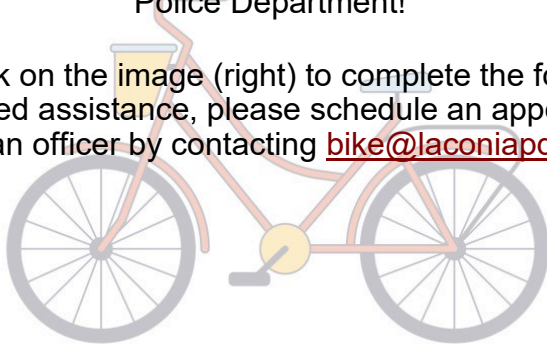 Police Department!
k on the image (right) to complete the fo
ed assistance, please schedule an appo
an officer by contacting bike@laconiapo